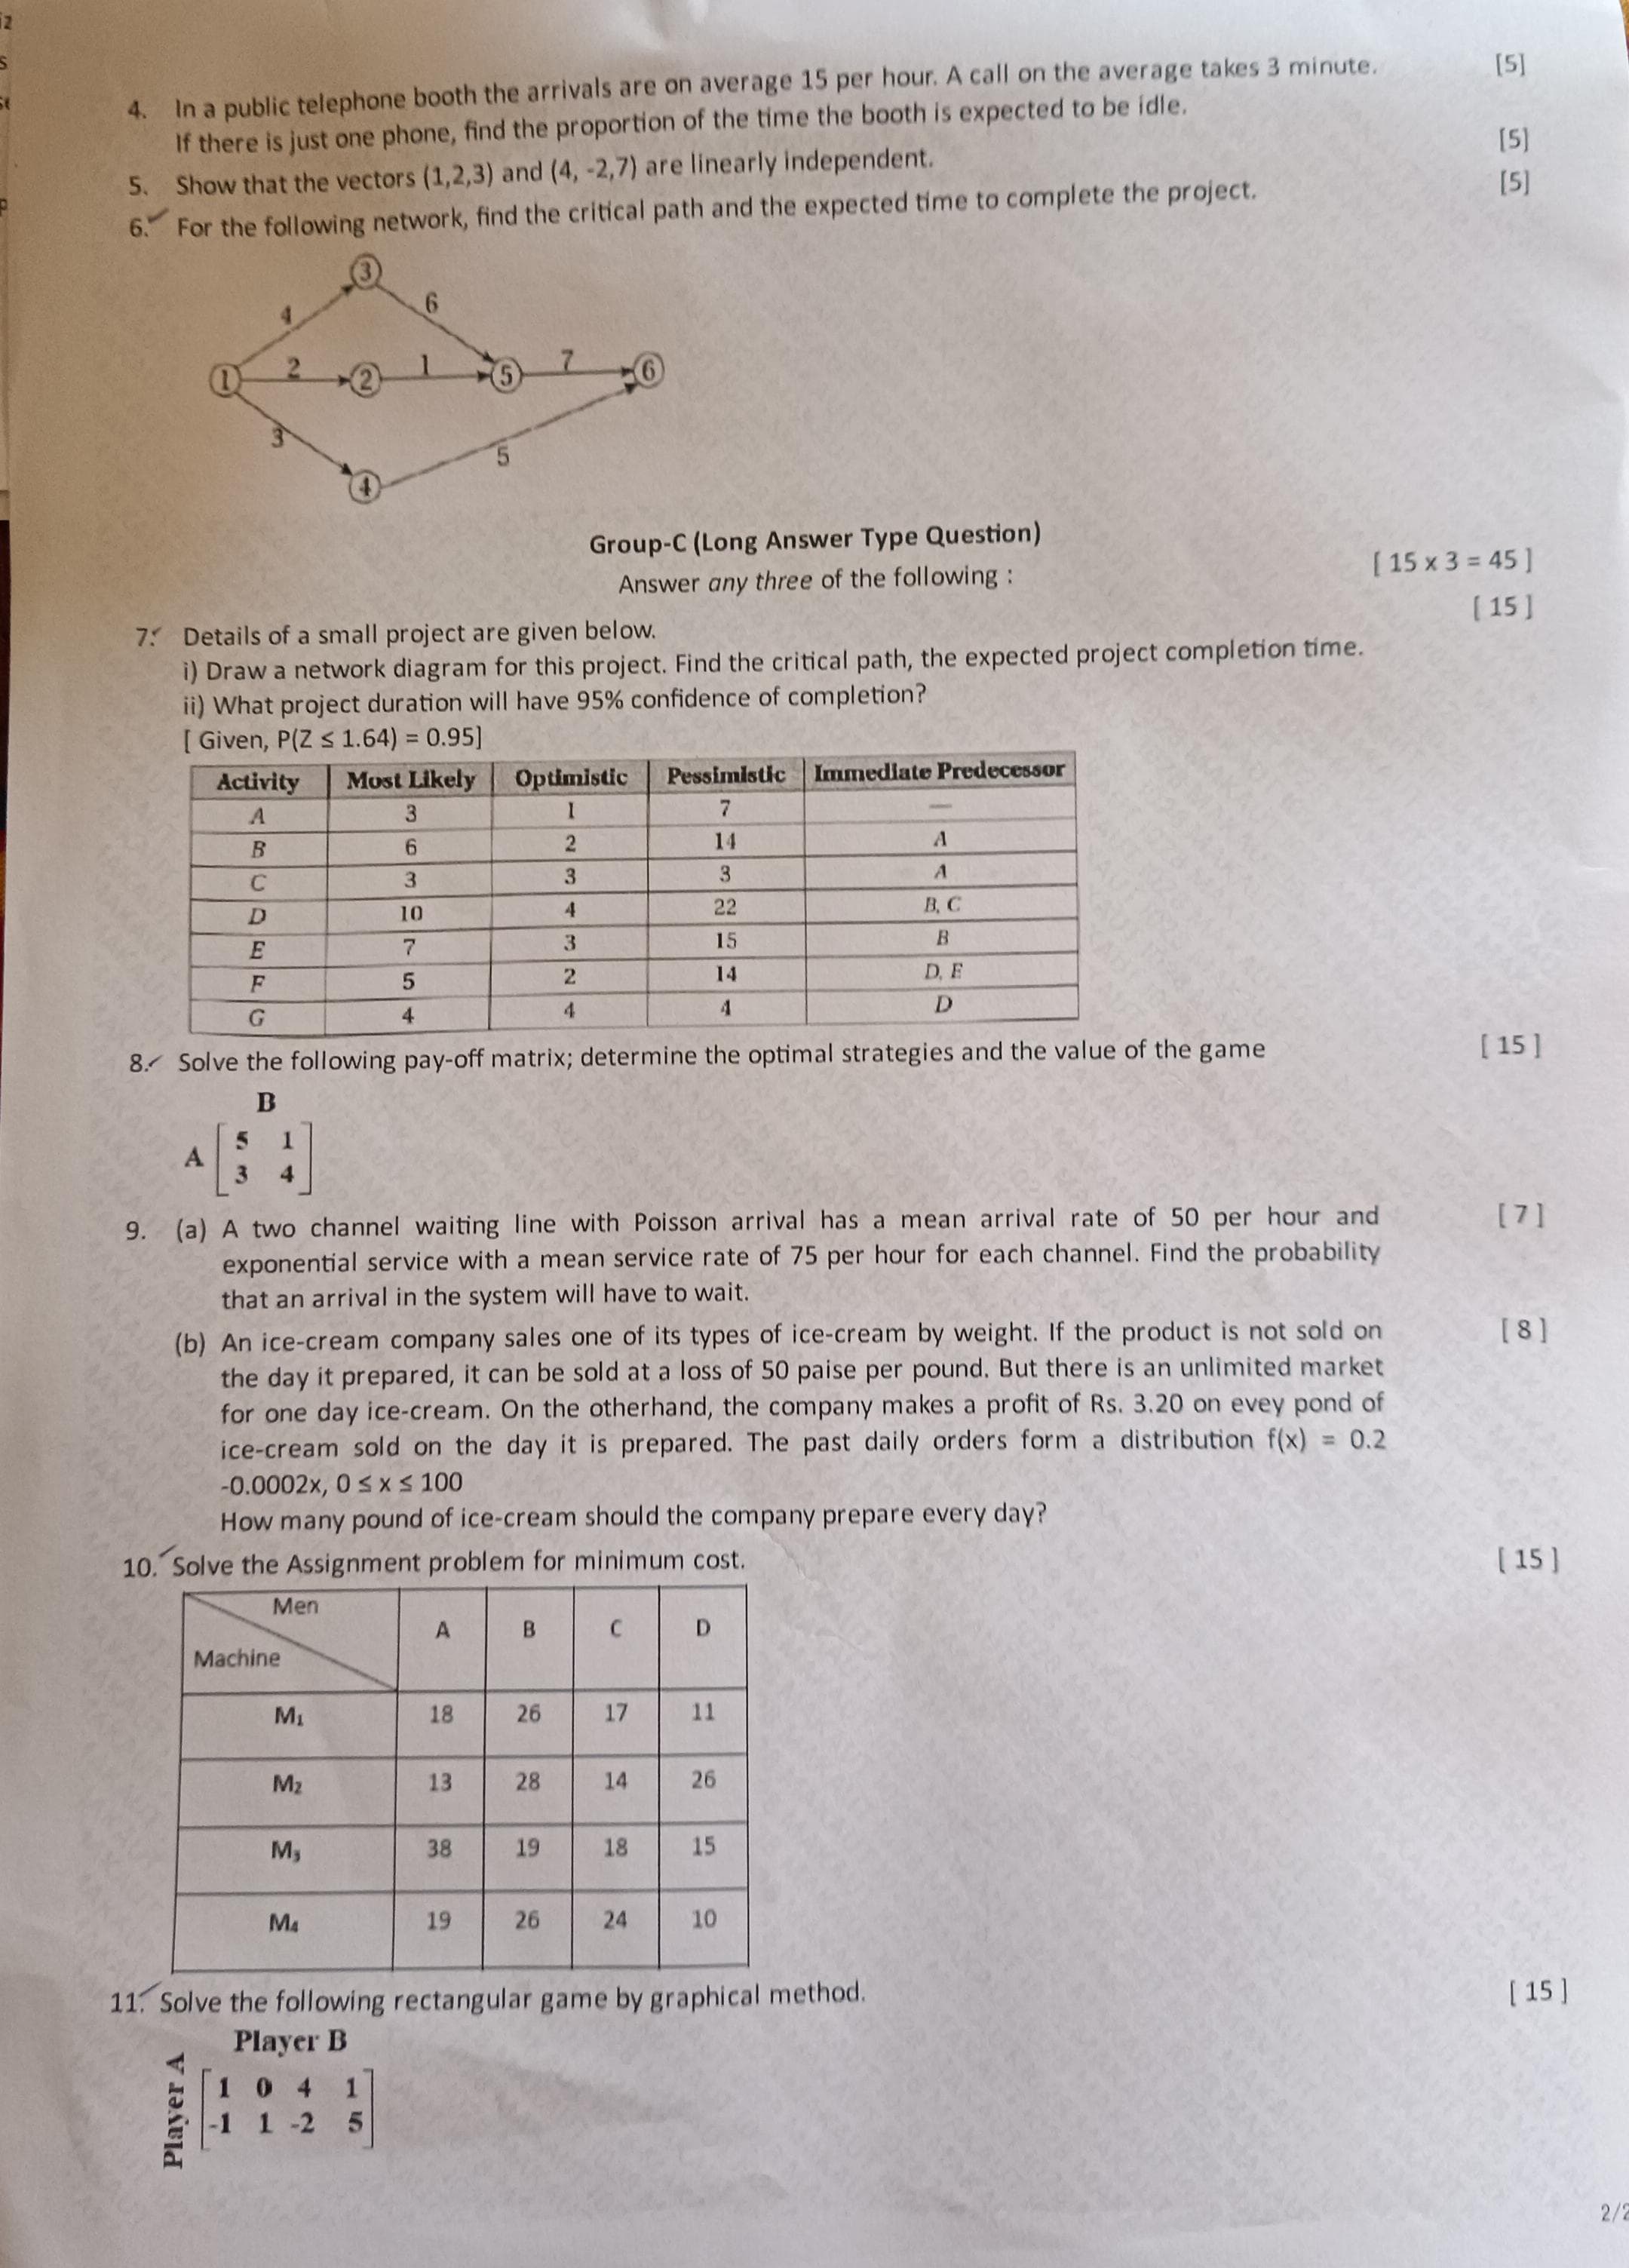 4. In a public telephone booth the arrivals are on average 15 per hour. A call on the average takes 3 minute. [5]
If there is just one phone, find the proportion of the time the booth is expected to be idle.
5. Show that the vectors (1,2,3) and (4, -2,7) are linearly independent. [5]
6. For the following network, find the critical path and the expected time to complete the project. [5]
3
4 6
1 2 2 1 5 7 6
3 5
4
Group-C (Long Answer Type Question)
Answer any three of the following : [ 15 x 3 = 45 ]
7. Details of a small project are given below. [ 15 ]
i) Draw a network diagram for this project. Find the critical path, the expected project completion time.
ii) What project duration will have 95% confidence of completion?
[ Given, P(Z ≤ 1.64) = 0.95]
Activity Most Likely Optimistic Pessimistic Immediate Predecessor
A 3 1 7 —
B 6 2 14 A
C 3 3 3 A
D 10 4 22 B, C
E 7 3 15 B
F 5 2 14 D, E
G 4 4 4 D
8. Solve the following pay-off matrix; determine the optimal strategies and the value of the game [ 15 ]
B
A
5 1
3 4
9. (a) A two channel waiting line with Poisson arrival has a mean arrival rate of 50 per hour and [ 7 ]
exponential service with a mean service rate of 75 per hour for each channel. Find the probability
that an arrival in the system will have to wait.
(b) An ice-cream company sales one of its types of ice-cream by weight. If the product is not sold on [ 8 ]
the day it prepared, it can be sold at a loss of 50 paise per pound. But there is an unlimited market
for one day ice-cream. On the otherhand, the company makes a profit of Rs. 3.20 on evey pond of
ice-cream sold on the day it is prepared. The past daily orders form a distribution f(x) = 0.2
-0.0002x, 0 ≤ x ≤ 100
How many pound of ice-cream should the company prepare every day?
10. Solve the Assignment problem for minimum cost. [ 15 ]
Men
Machine
A B C D
M₁ 18 26 17 11
M₂ 13 28 14 26
M₃ 38 19 18 15
M₄ 19 26 24 10
11. Solve the following rectangular game by graphical method. [ 15 ]
Player B
Player A
1 0 4 1
-1 1 -2 5
2/2